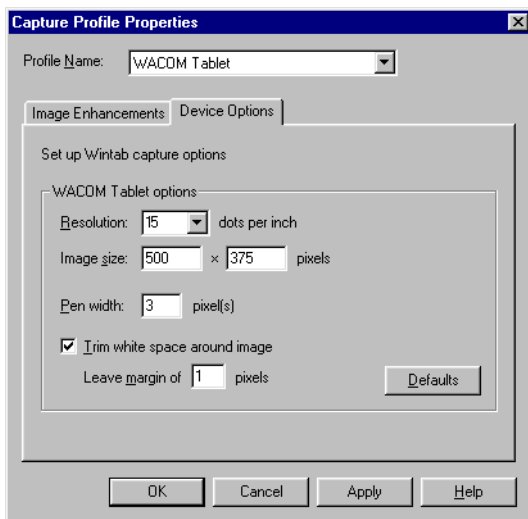 Capture Profile Properties
Profile Name: WACOM Tablet
Image Enhancements Device Options
Set up Wintab capture options
WACOM Tablet options
Resolution: 15 dots per inch
Image size: 500 × 375 pixels
Pen width: 3 pixel(s)
Trim white space around image
Leave margin of 1 pixels
Defaults
OK Cancel Apply Help